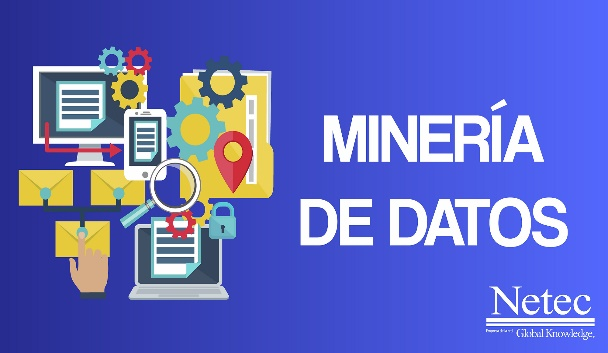 MINERÍA
DE DATOS
Netec
Global Knowledge.